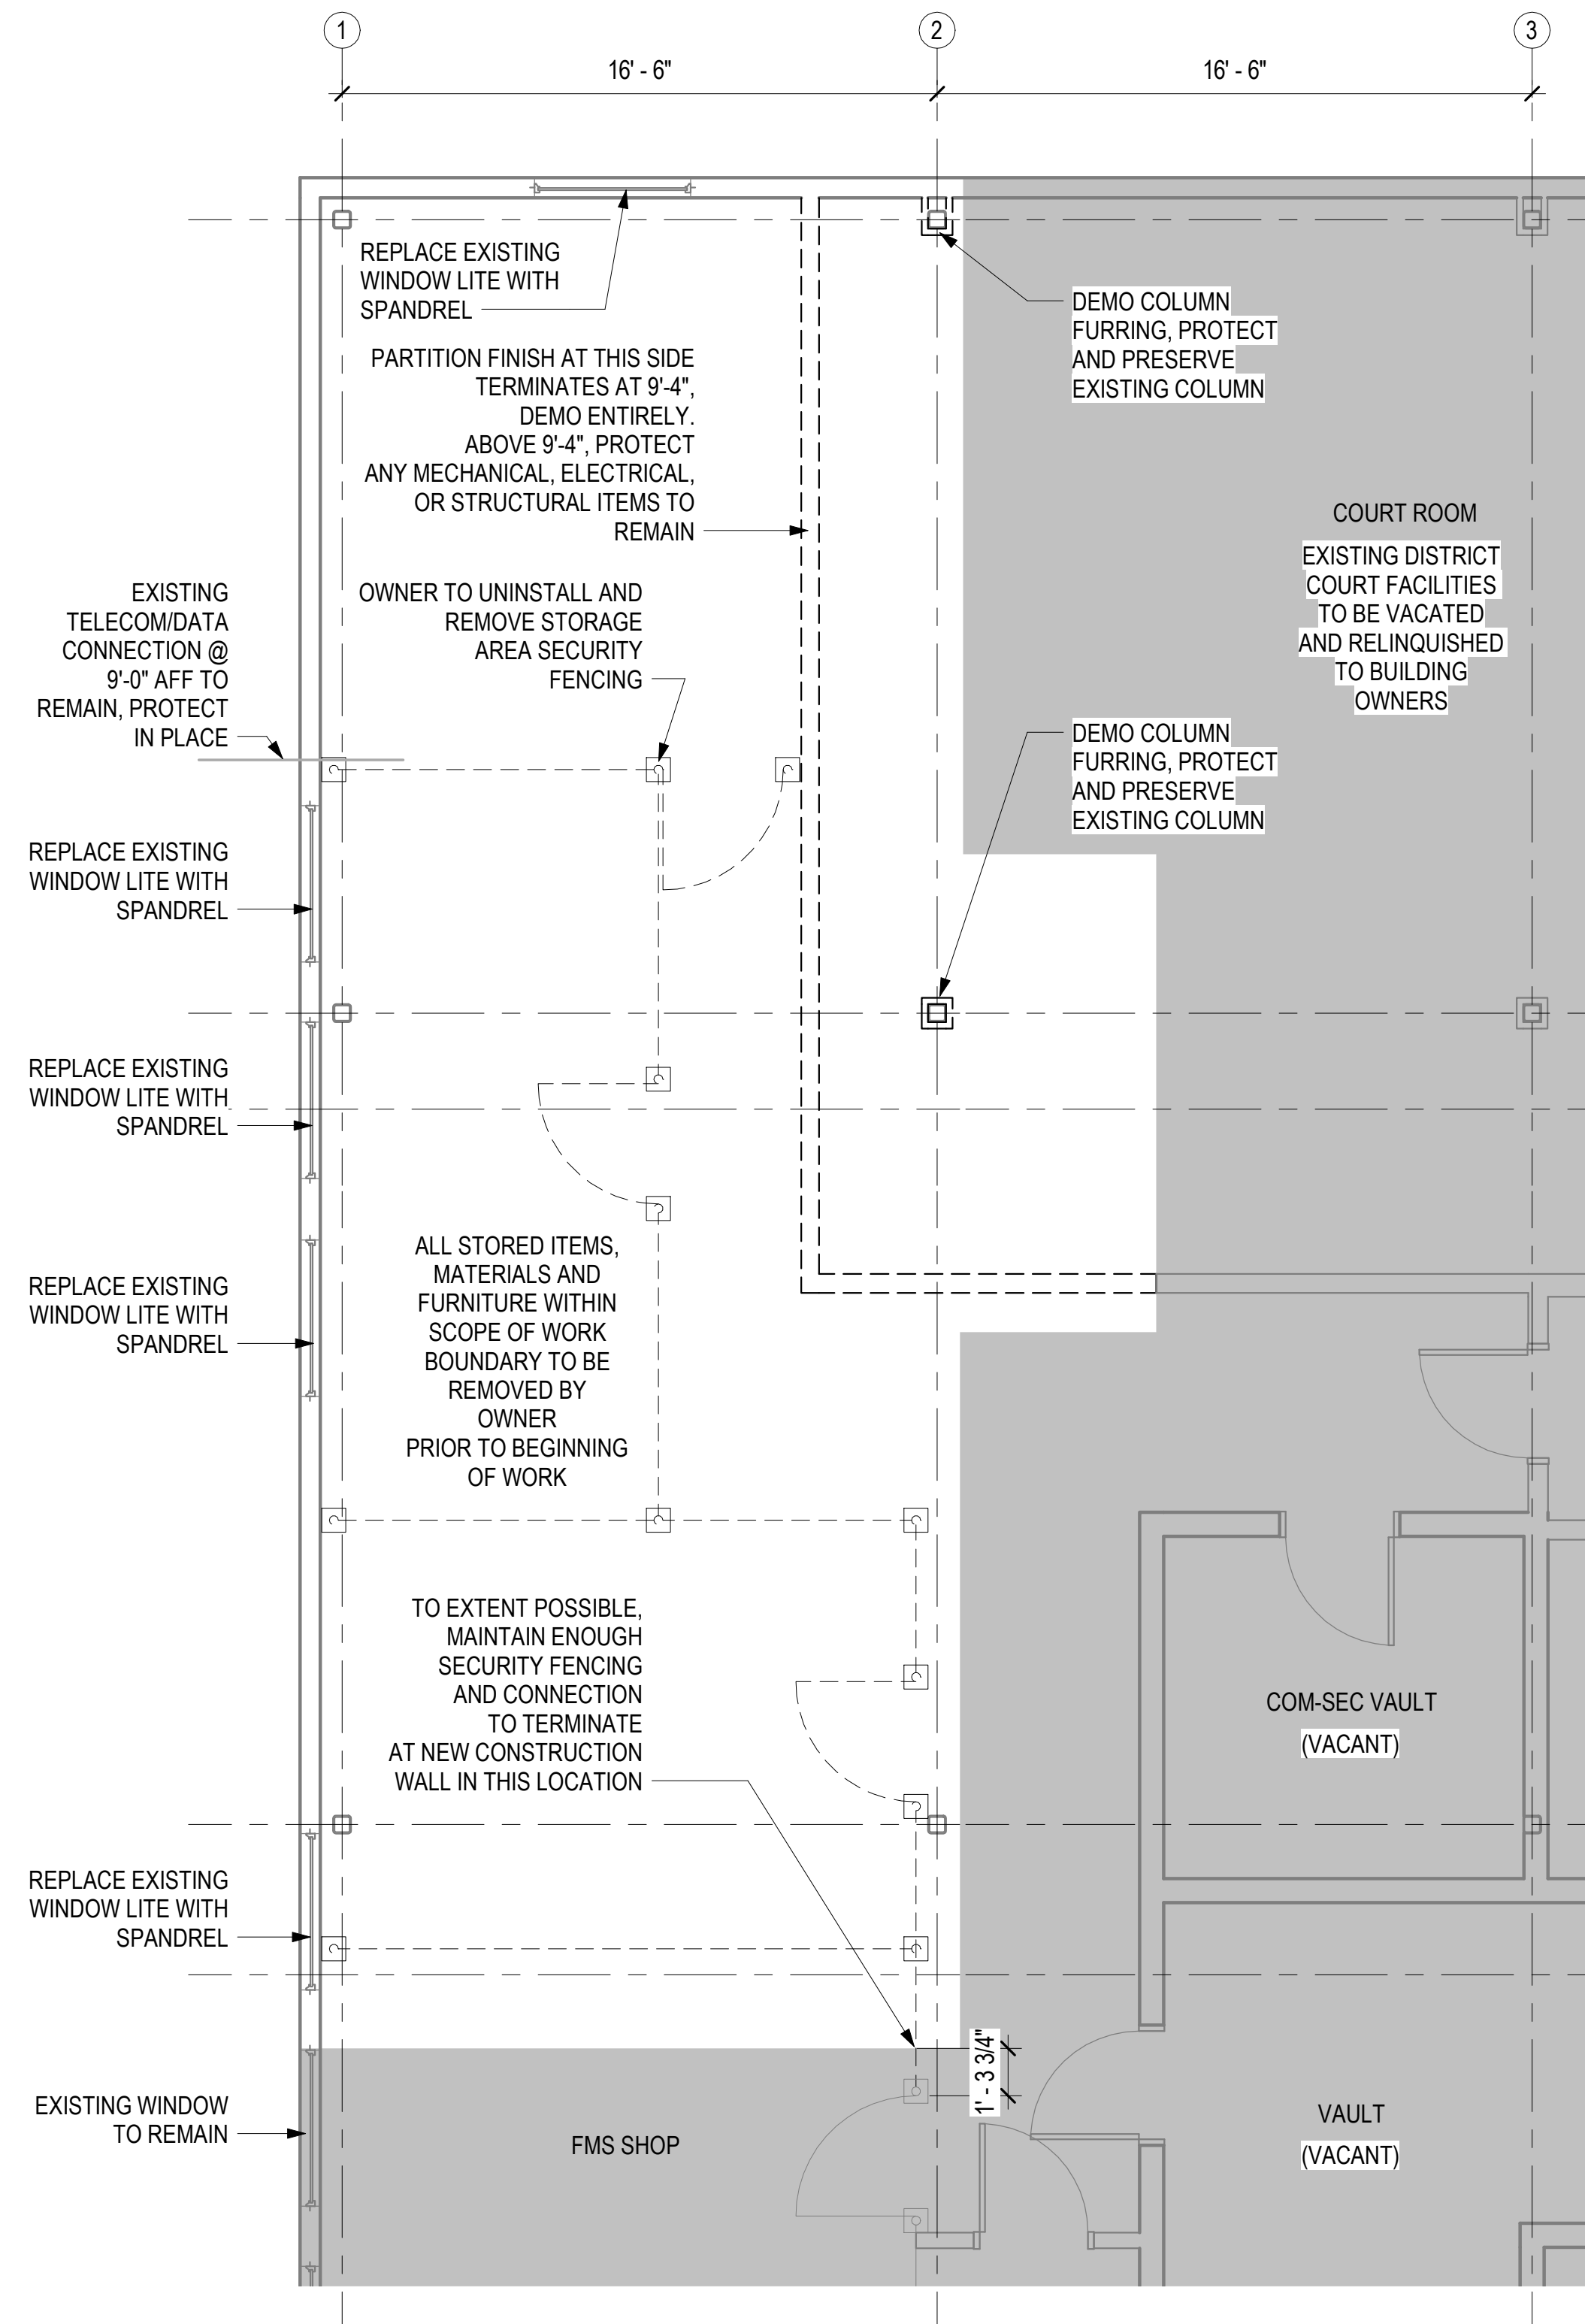 1
2
3
16' - 6"
16' - 6"
REPLACE EXISTING
WINDOW LITE WITH
SPANDREL
DEMO COLUMN
FURRING, PROTECT
AND PRESERVE
EXISTING COLUMN
PARTITION FINISH AT THIS SIDE
TERMINATES AT 9'-4",
DEMO ENTIRELY.
ABOVE 9'-4", PROTECT
ANY MECHANICAL, ELECTRICAL,
OR STRUCTURAL ITEMS TO
REMAIN
COURT ROOM
EXISTING DISTRICT
COURT FACILITIES
TO BE VACATED
AND RELINQUISHED
TO BUILDING
OWNERS
EXISTING
TELECOM/DATA
CONNECTION @
9'-0" AFF TO
REMAIN, PROTECT
IN PLACE
OWNER TO UNINSTALL AND
REMOVE STORAGE
AREA SECURITY
FENCING
DEMO COLUMN
FURRING, PROTECT
AND PRESERVE
EXISTING COLUMN
REPLACE EXISTING
WINDOW LITE WITH
SPANDREL
REPLACE EXISTING
WINDOW LITE WITH
SPANDREL
REPLACE EXISTING
WINDOW LITE WITH
SPANDREL
ALL STORED ITEMS,
MATERIALS AND
FURNITURE WITHIN
SCOPE OF WORK
BOUNDARY TO BE
REMOVED BY
OWNER
PRIOR TO BEGINNING
OF WORK
TO EXTENT POSSIBLE,
MAINTAIN ENOUGH
SECURITY FENCING
AND CONNECTION
TO TERMINATE
AT NEW CONSTRUCTION
WALL IN THIS LOCATION
COM-SEC VAULT
(VACANT)
REPLACE EXISTING
WINDOW LITE WITH
SPANDREL
1' - 3 3/4"
EXISTING WINDOW
TO REMAIN
FMS SHOP
VAULT
(VACANT)